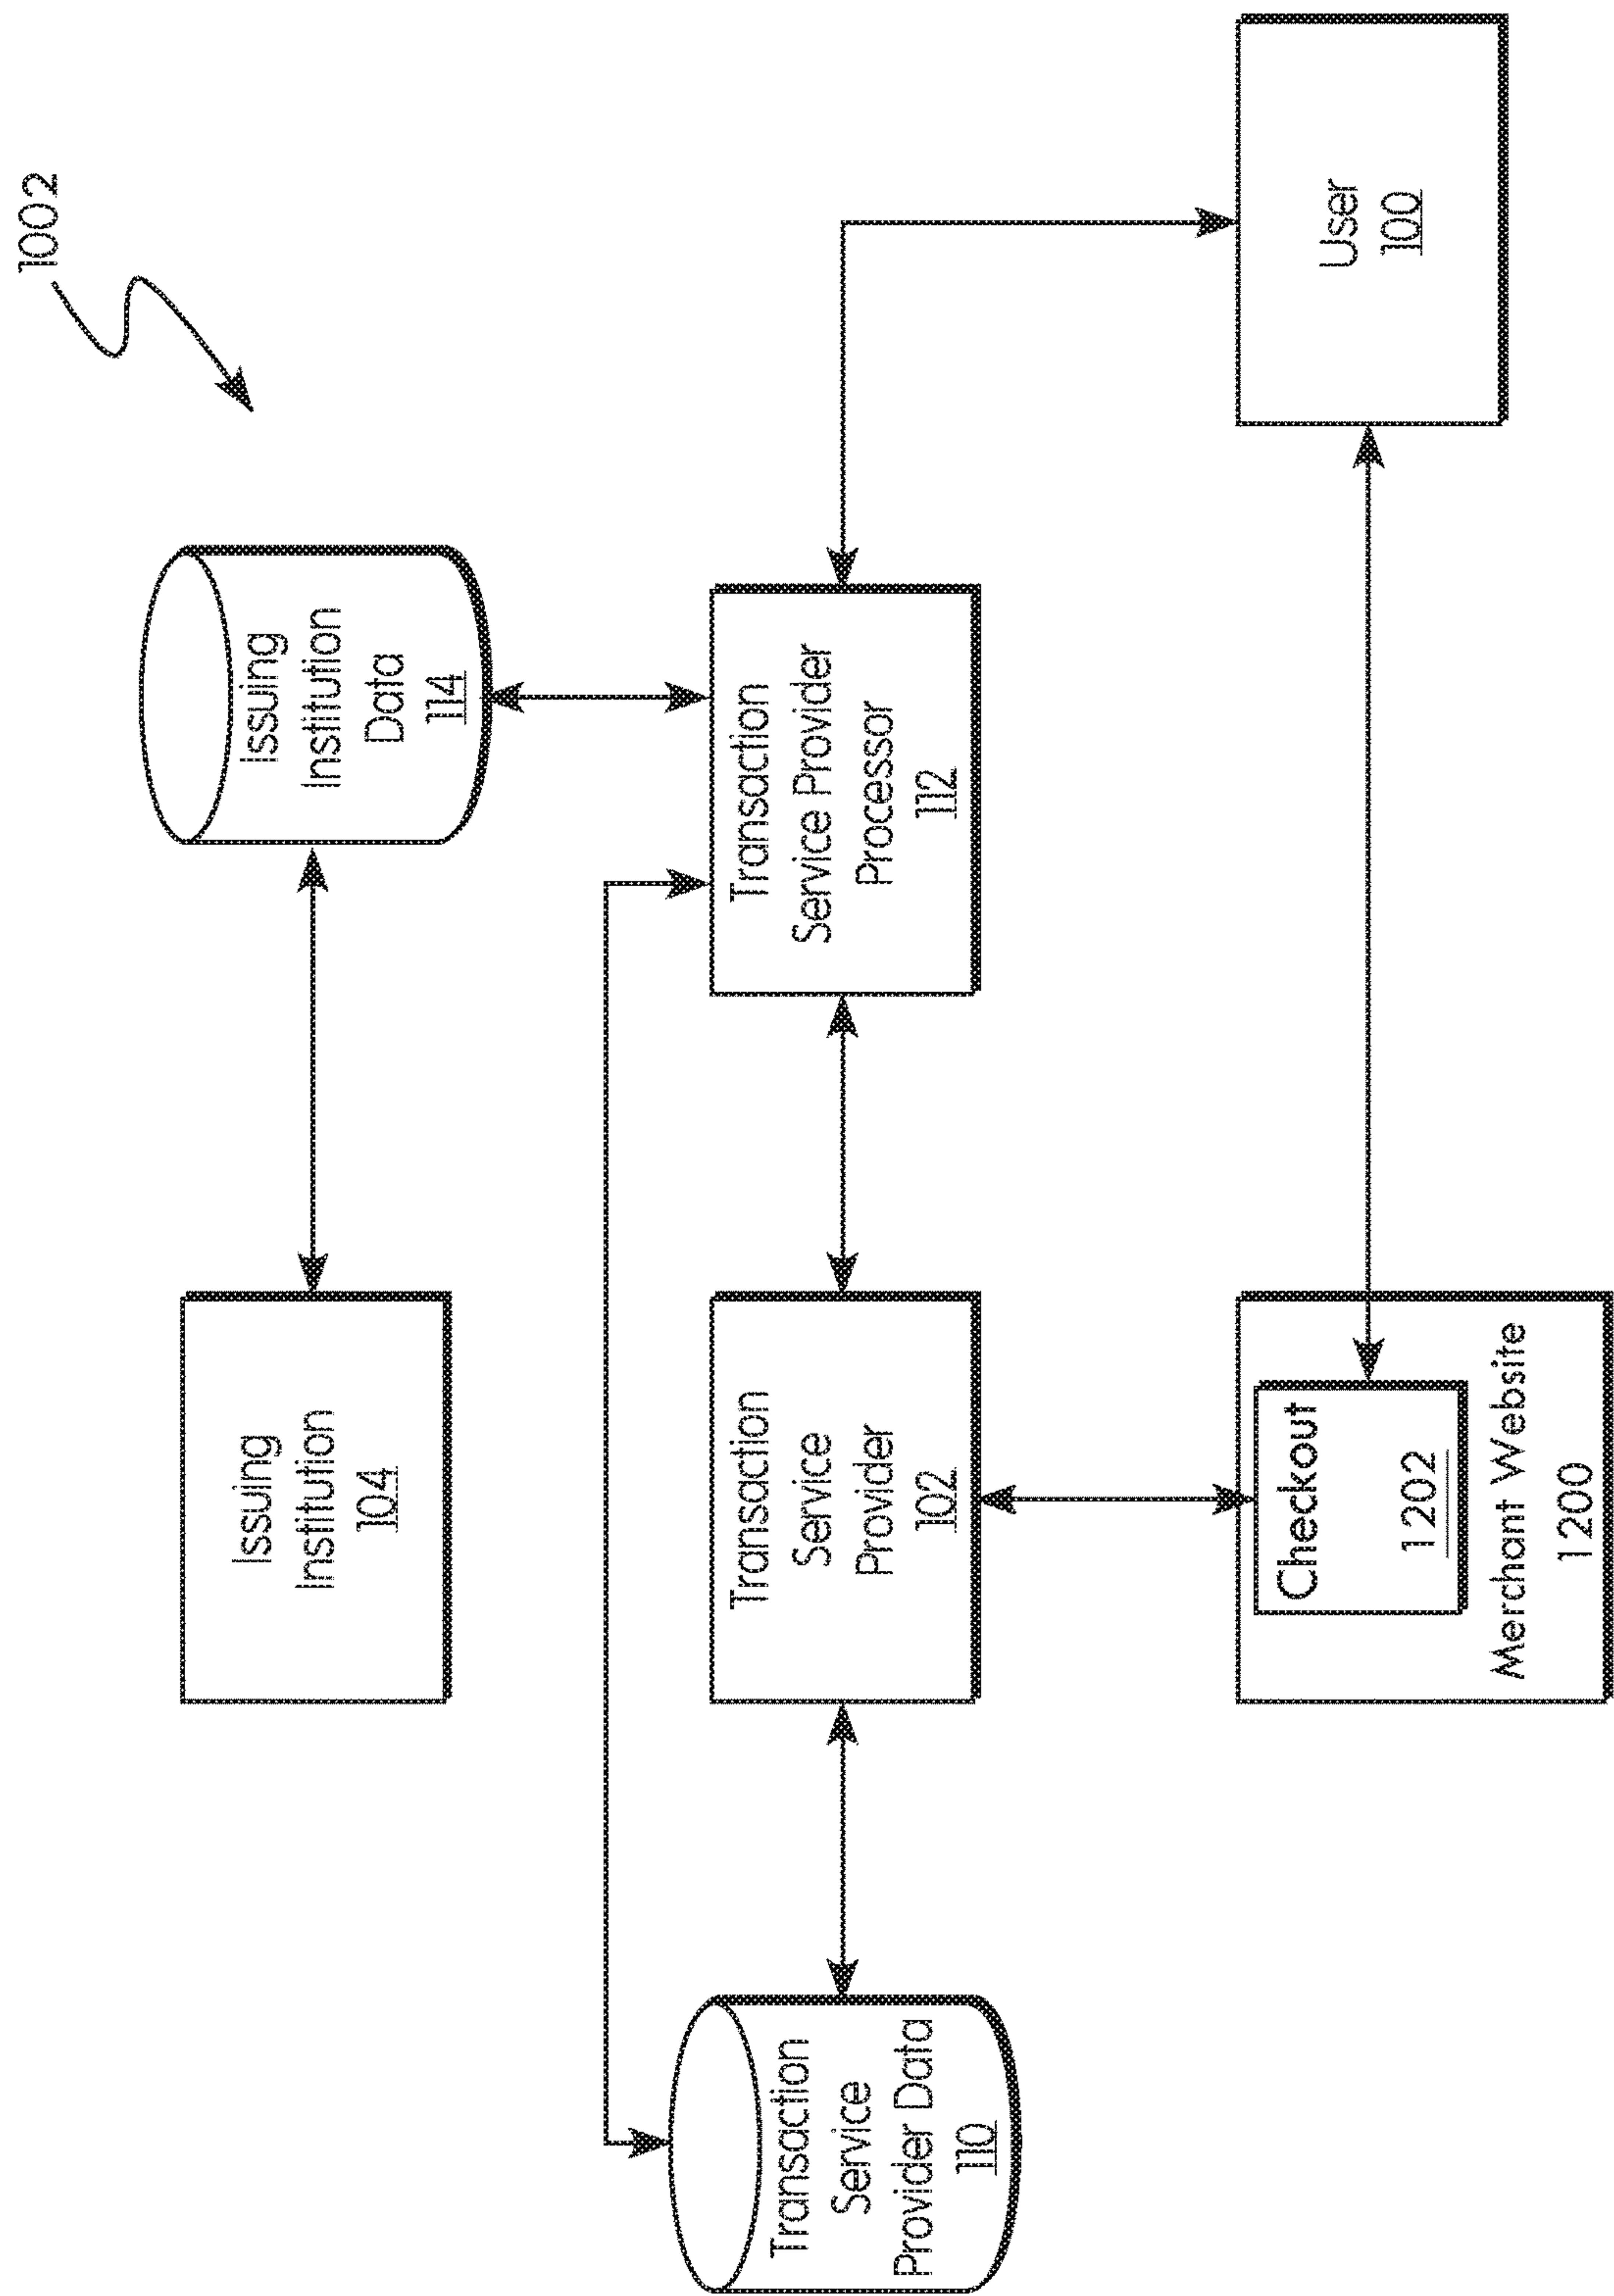 1002
Issuing
Institution
104
Issuing
Institution
Data
114
Transaction
Service
Provider Data
110
Transaction
Service
Provider
102
Transaction
Service Provider
Processor
112
Checkout
1202
Merchant Website
1200
User
100